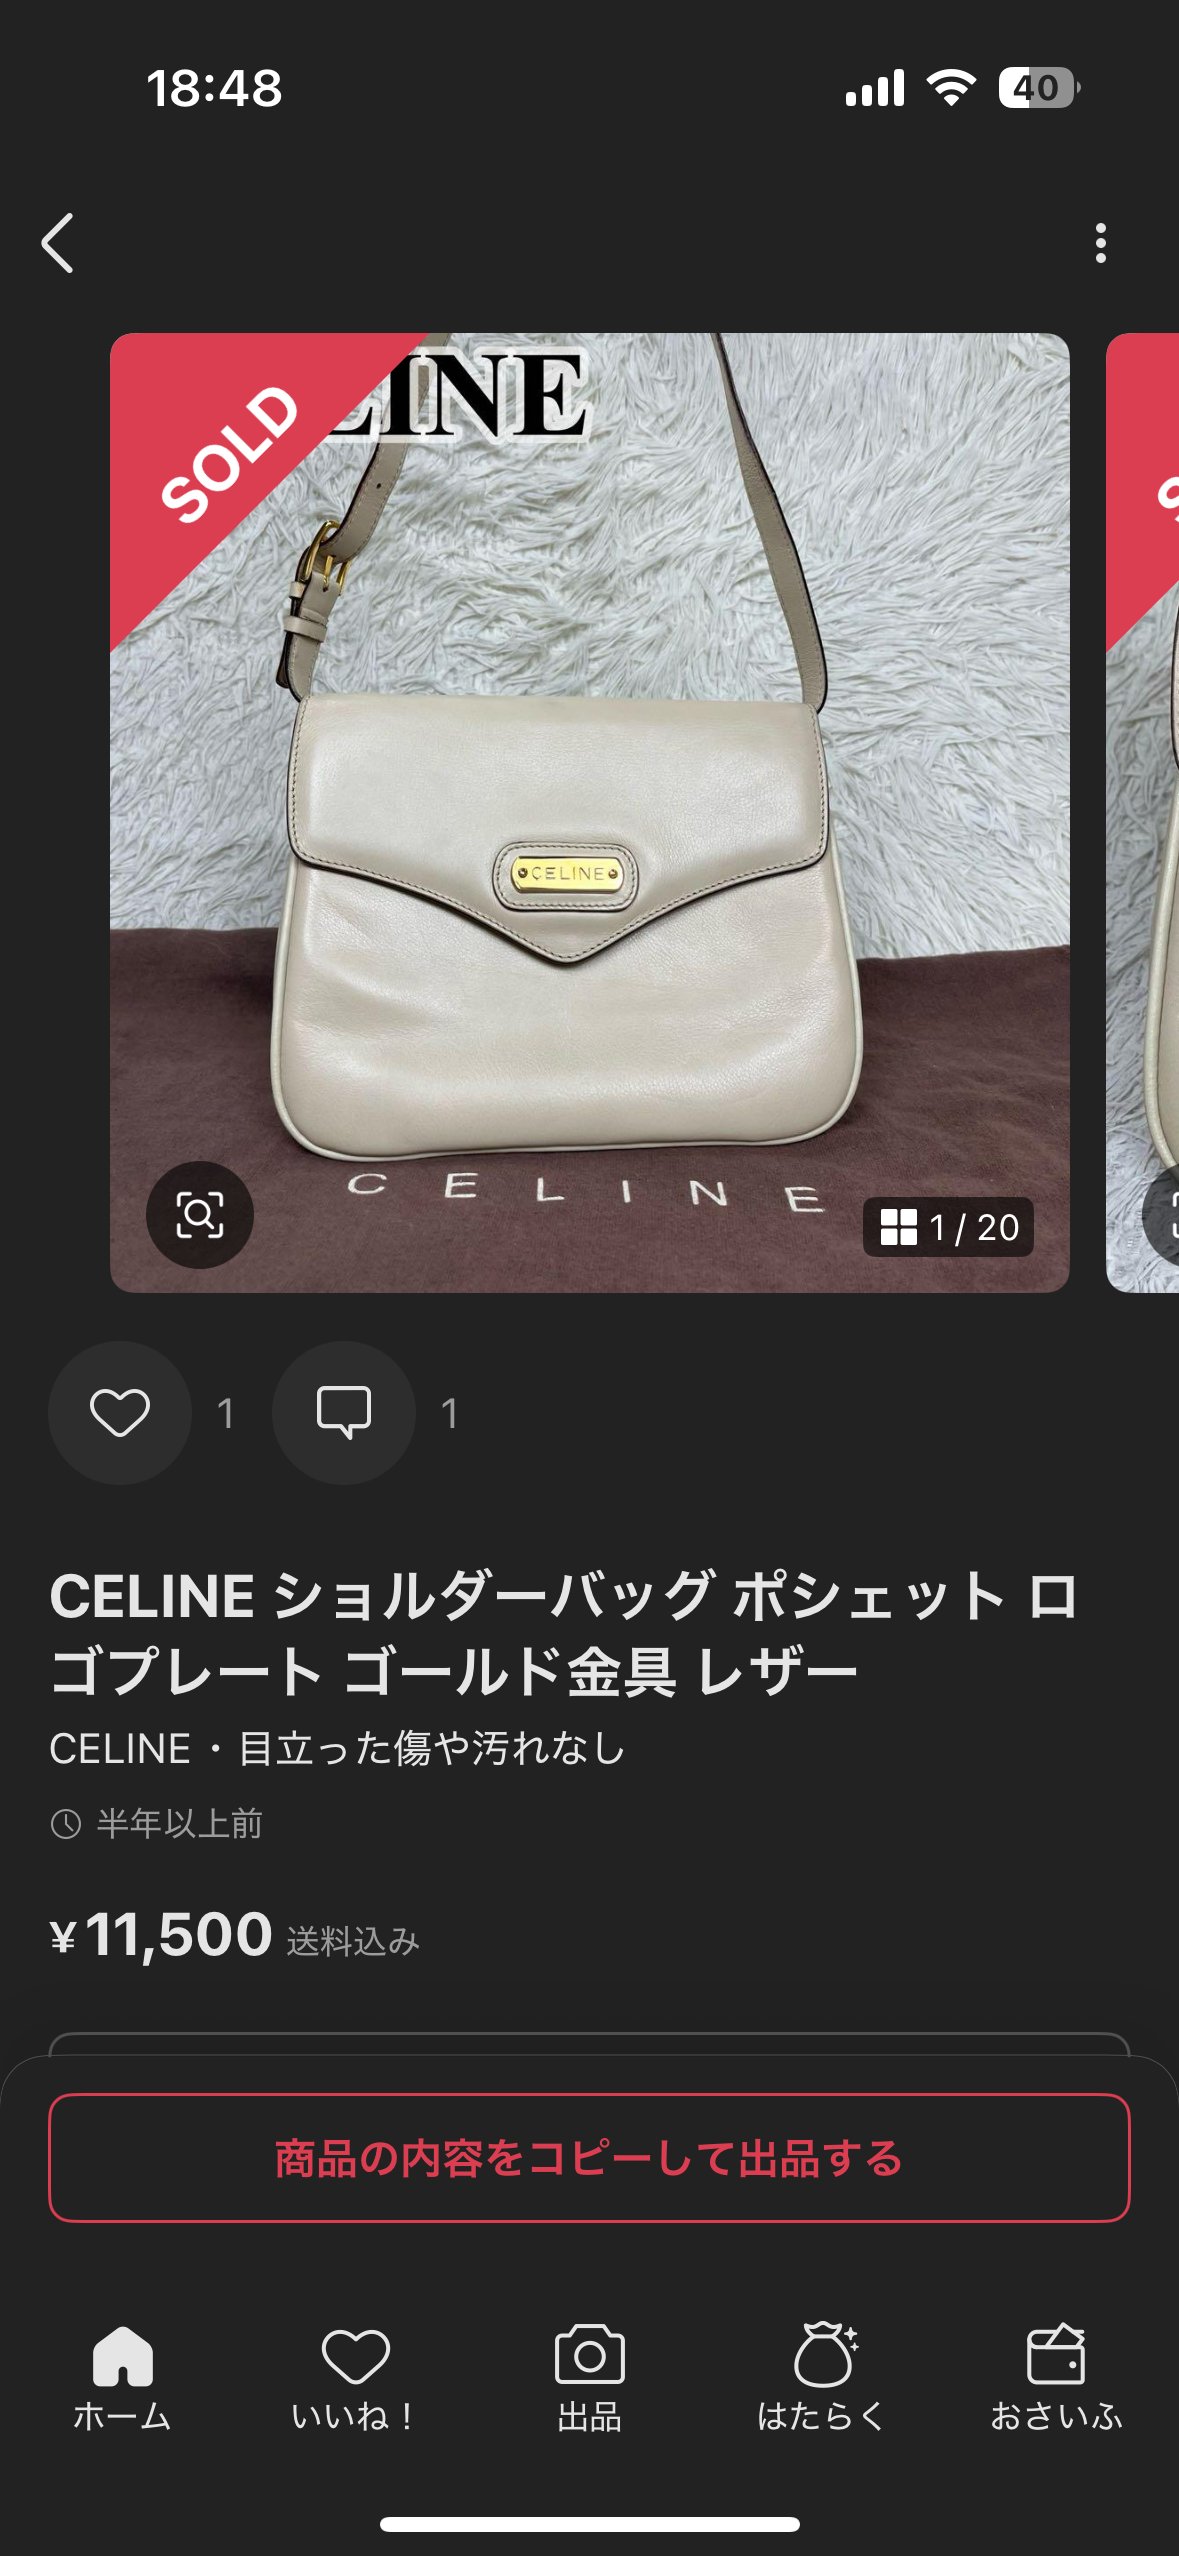 18:48
40
SOLD
LINE
CELINE
CELINE
1 / 20
1
1
CELINE ショルダーバッグ ポシェット ロ
ゴプレート ゴールド金具 レザー
CELINE・目立った傷や汚れなし
半年以上前
¥11,500 送料込み
商品の内容をコピーして出品する
ホーム
いいね！
出品
はたらく
おさいふ